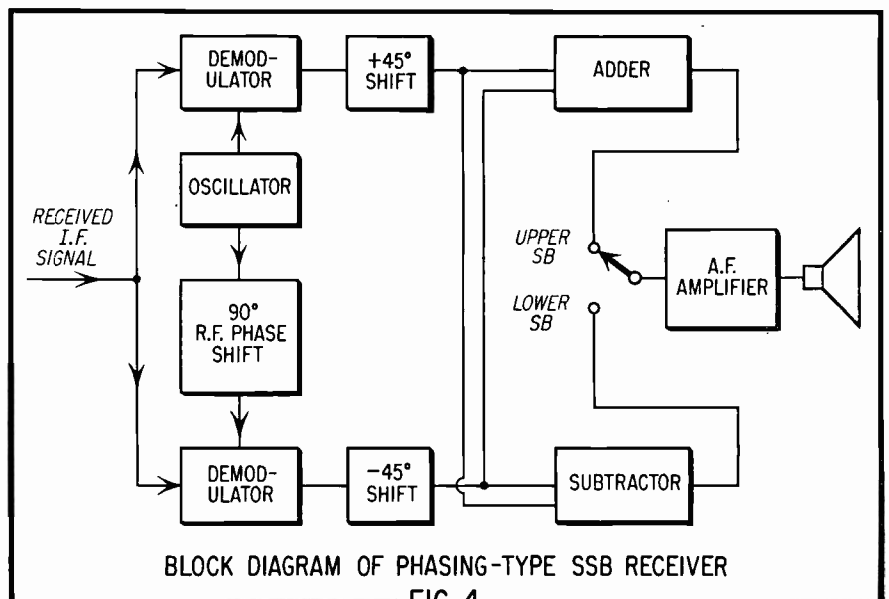 DEMOD-
ULATOR
+45°
SHIFT
ADDER
OSCILLATOR
RECEIVED
I.F.
SIGNAL
UPPER
SB
A.F.
AMPLIFIER
LOWER
SB
90°
R.F. PHASE
SHIFT
DEMOD-
ULATOR
-45°
SHIFT
SUBTRACTOR
BLOCK DIAGRAM OF PHASING-TYPE SSB RECEIVER
FIG 4